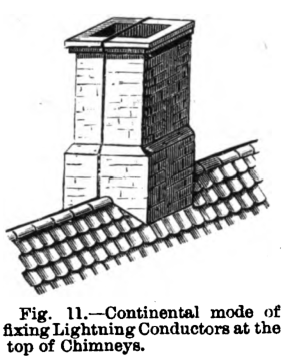 Fig. 11.—Continental mode of
fixing Lightning Conductors at the
top of Chimneys.